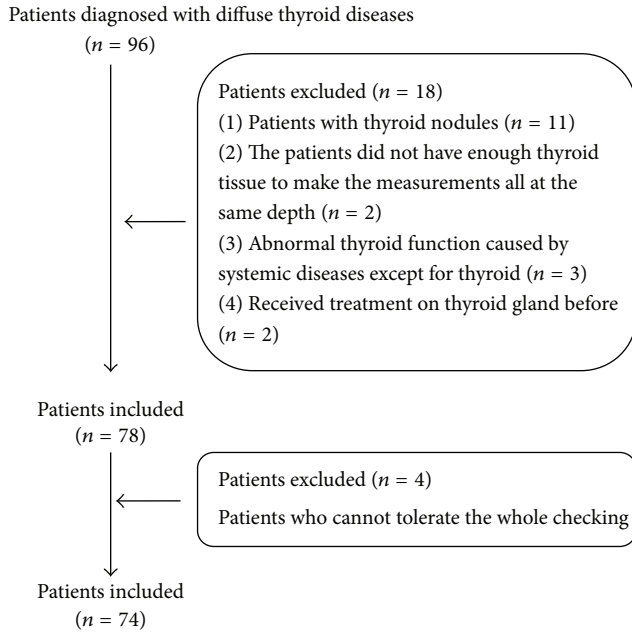 Patients diagnosed with diffuse thyroid diseases
(n = 96)
Patients excluded (n = 18)
(1) Patients with thyroid nodules (n = 11)
(2) The patients did not have enough thyroid
tissue to make the measurements all at the
same depth (n = 2)
(3) Abnormal thyroid function caused by
systemic diseases except for thyroid (n = 3)
(4) Received treatment on thyroid gland before
(n = 2)
Patients included
(n = 78)
Patients excluded (n = 4)
Patients who cannot tolerate the whole checking
Patients included
(n = 74)